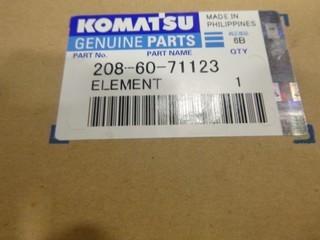 KOMATSU
MADE IN
PHILIPPINES
GENUINE PARTS
6B
PART No. PART NAME QTY
208-60-71123
ELEMENT 1